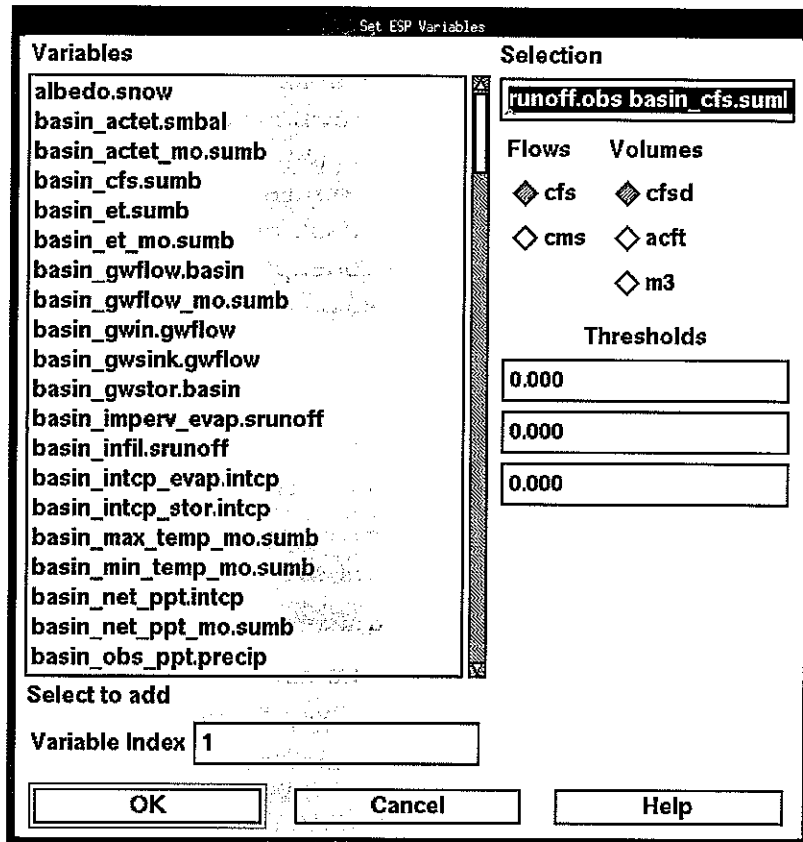 Set ESP Variables
Variables
albedo.snow
basin_actet.smbal
basin_actet_mo.sumb
basin_cfs.sumb
basin_et.sumb
basin_et_mo.sumb
basin_gwflow.basin
basin_gwflow_mo.sumb
basin_gwin.gwflow
basin_gwsink.gwflow
basin_gwstor.basin
basin_imperv_evap.srunoff
basin_infil.srunoff
basin_intcp_evap.intcp
basin_intcp_stor.intcp
basin_max_temp_mo.sumb
basin_min_temp_mo.sumb
basin_net_ppt.intcp
basin_net_ppt_mo.sumb
basin_obs_ppt.precip
Select to add
Variable Index 1
Selection
runoff.obs basin_cfs.suml
Flows Volumes
cfs cfsd
cms acft
m3
Thresholds
0.000
0.000
0.000
OK Cancel Help